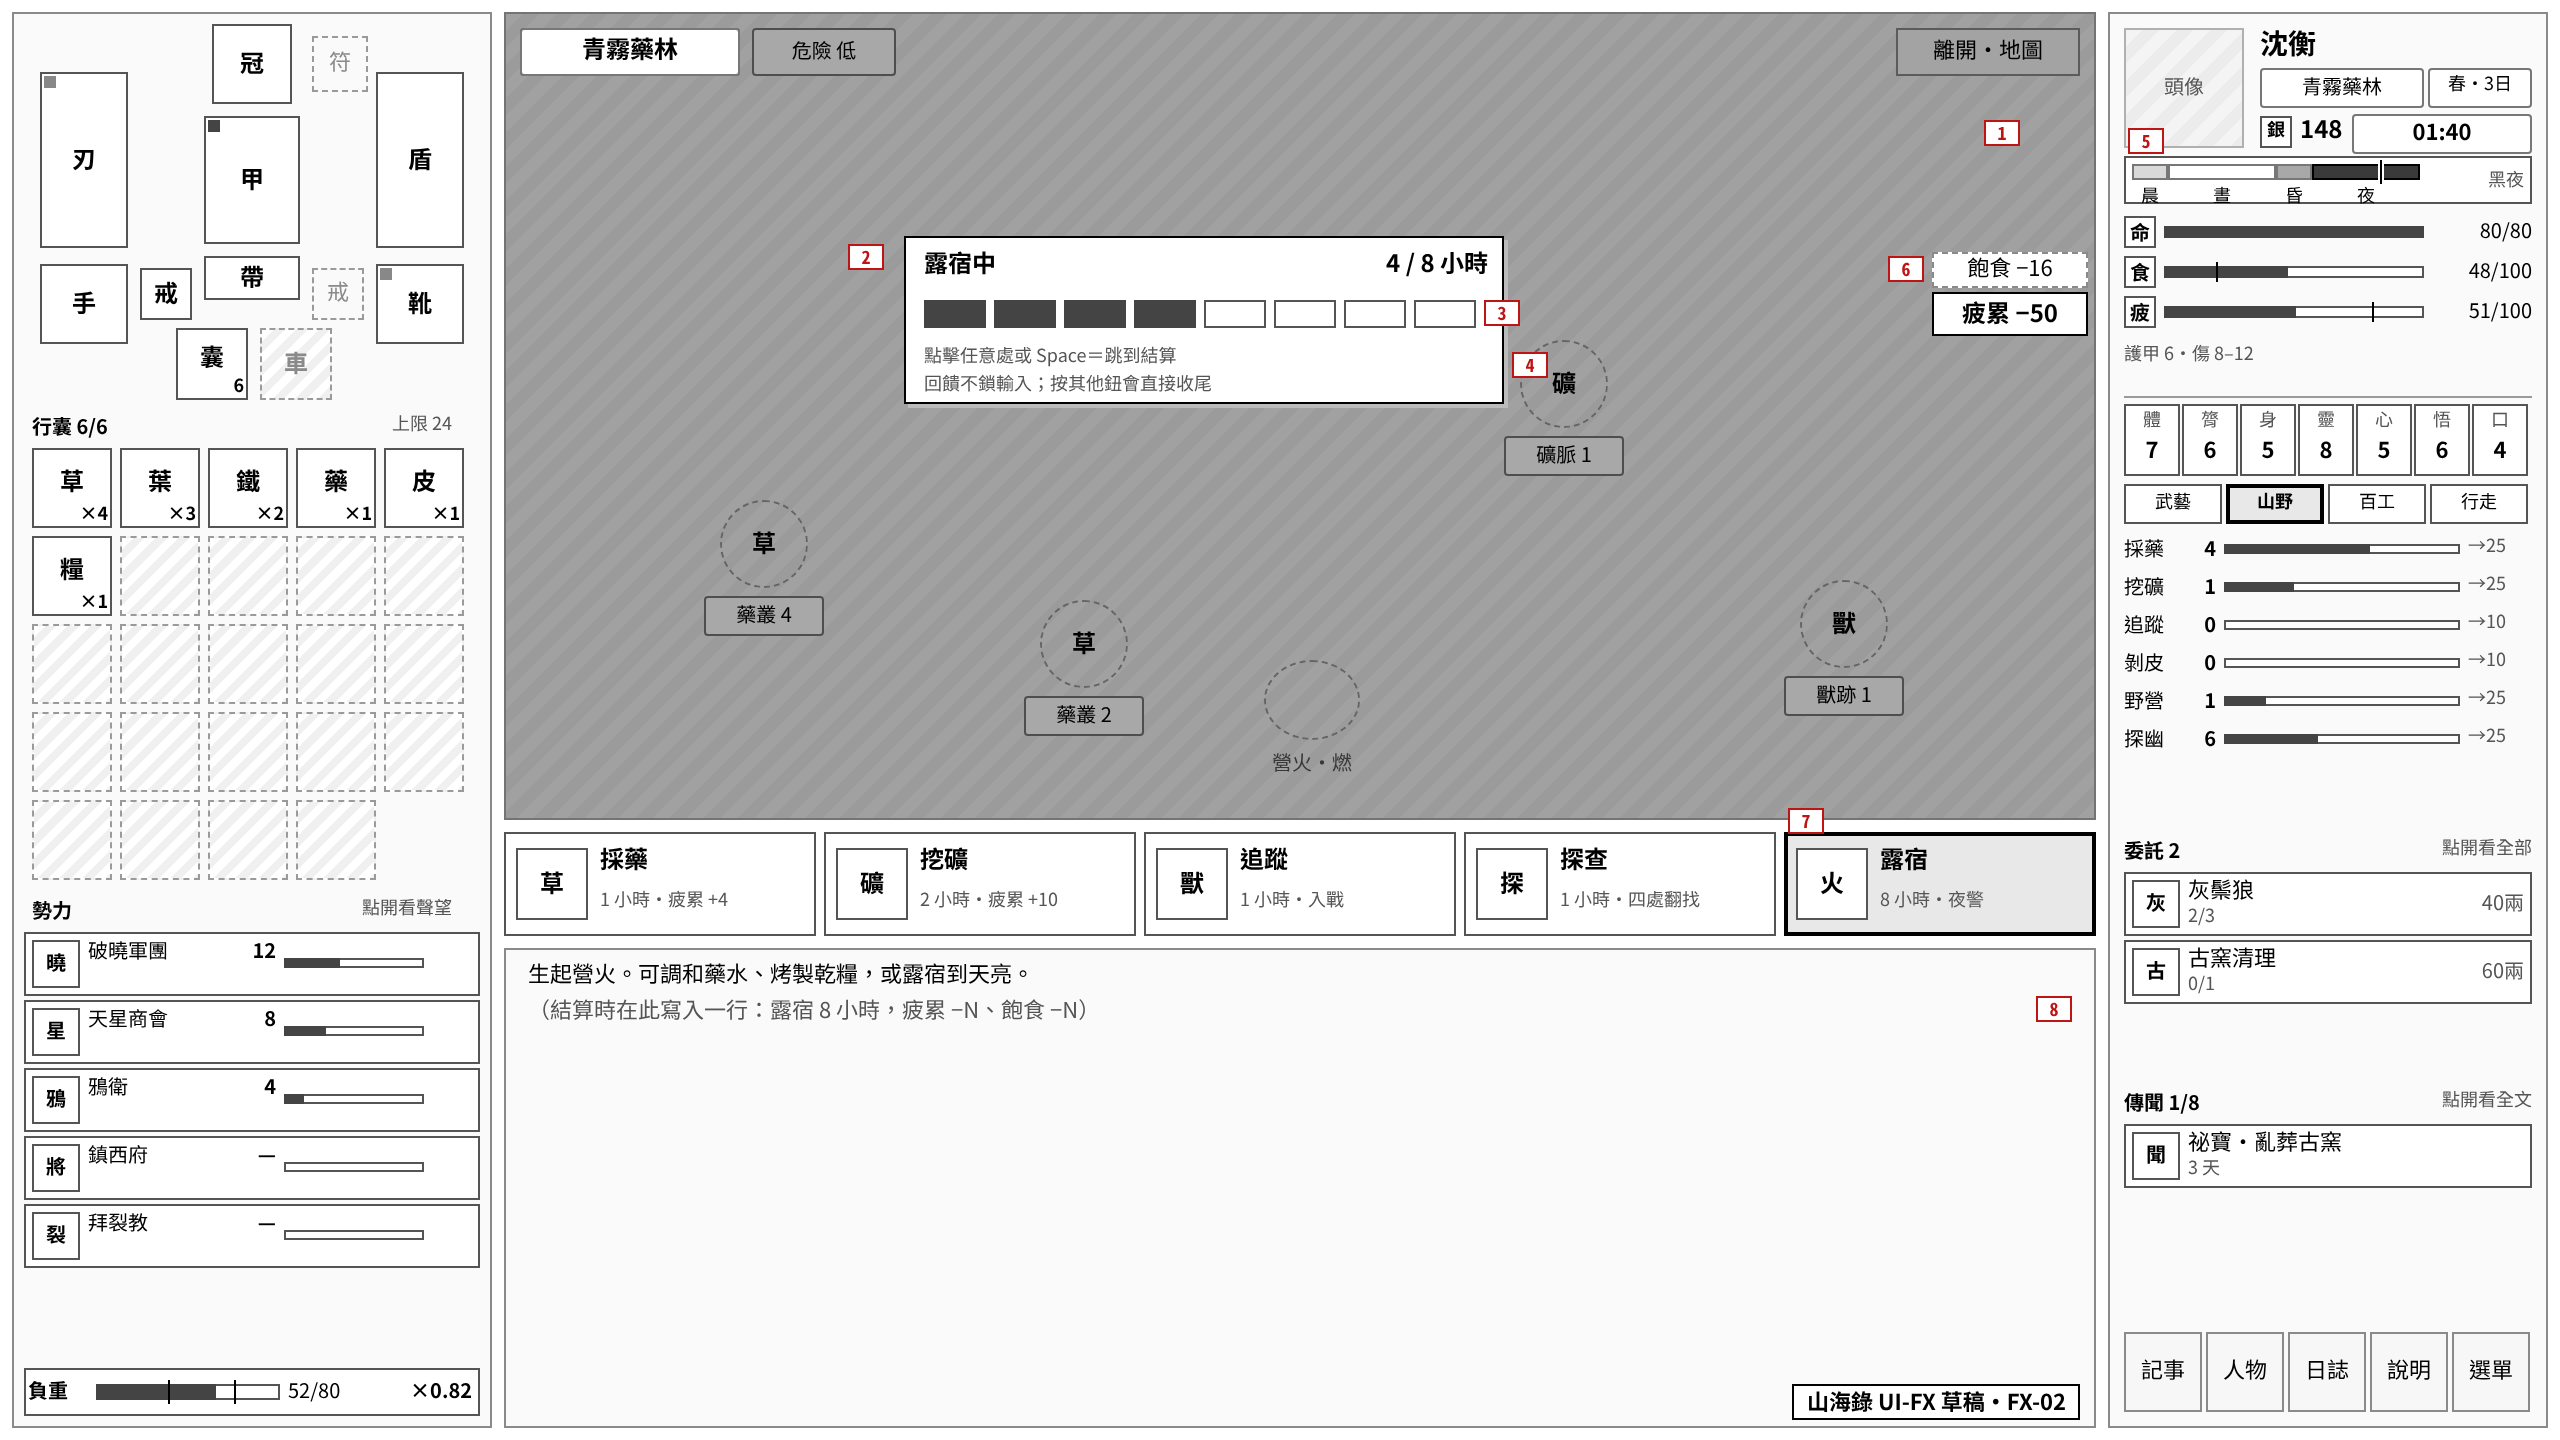 冠
符
刃
甲
盾
手
戒
帶
戒
靴
囊
6
車
行囊 6/6
上限 24
草
×4
葉
×3
鐵
×2
藥
×1
皮
×1
糧
×1
勢力
點開看聲望
曉
破曉軍團
12
星
天星商會
8
鴉
鴉衛
4
將
鎮西府
—
裂
拜裂教
—
負重
52/80
×0.82
青霧藥林
危險 低
離開・地圖
1
2
露宿中
4 / 8 小時
3
點擊任意處或 Space＝跳到結算
回饋不鎖輸入；按其他鈕會直接收尾
4
6
飽食 −16
疲累 −50
礦
礦脈 1
草
藥叢 4
草
藥叢 2
獸
獸跡 1
營火・燃
7
草
採藥
1 小時・疲累 +4
礦
挖礦
2 小時・疲累 +10
獸
追蹤
1 小時・入戰
探
探查
1 小時・四處翻找
火
露宿
8 小時・夜警
生起營火。可調和藥水、烤製乾糧，或露宿到天亮。
（結算時在此寫入一行：露宿 8 小時，疲累 −N、飽食 −N）
8
山海錄 UI-FX 草稿・FX-02
頭像
5
沈衡
青霧藥林
春・3日
銀
148
01:40
晨
晝
昏
夜
黑夜
命
80/80
食
48/100
疲
51/100
護甲 6・傷 8–12
體
膂
身
靈
心
悟
口
7
6
5
8
5
6
4
武藝
山野
百工
行走
採藥
4
→25
挖礦
1
→25
追蹤
0
→10
剝皮
0
→10
野營
1
→25
探幽
6
→25
委託 2
點開看全部
灰
灰鬃狼
2/3
40兩
古
古窯清理
0/1
60兩
傳聞 1/8
點開看全文
聞
祕寶・亂葬古窯
3 天
記事
人物
日誌
說明
選單